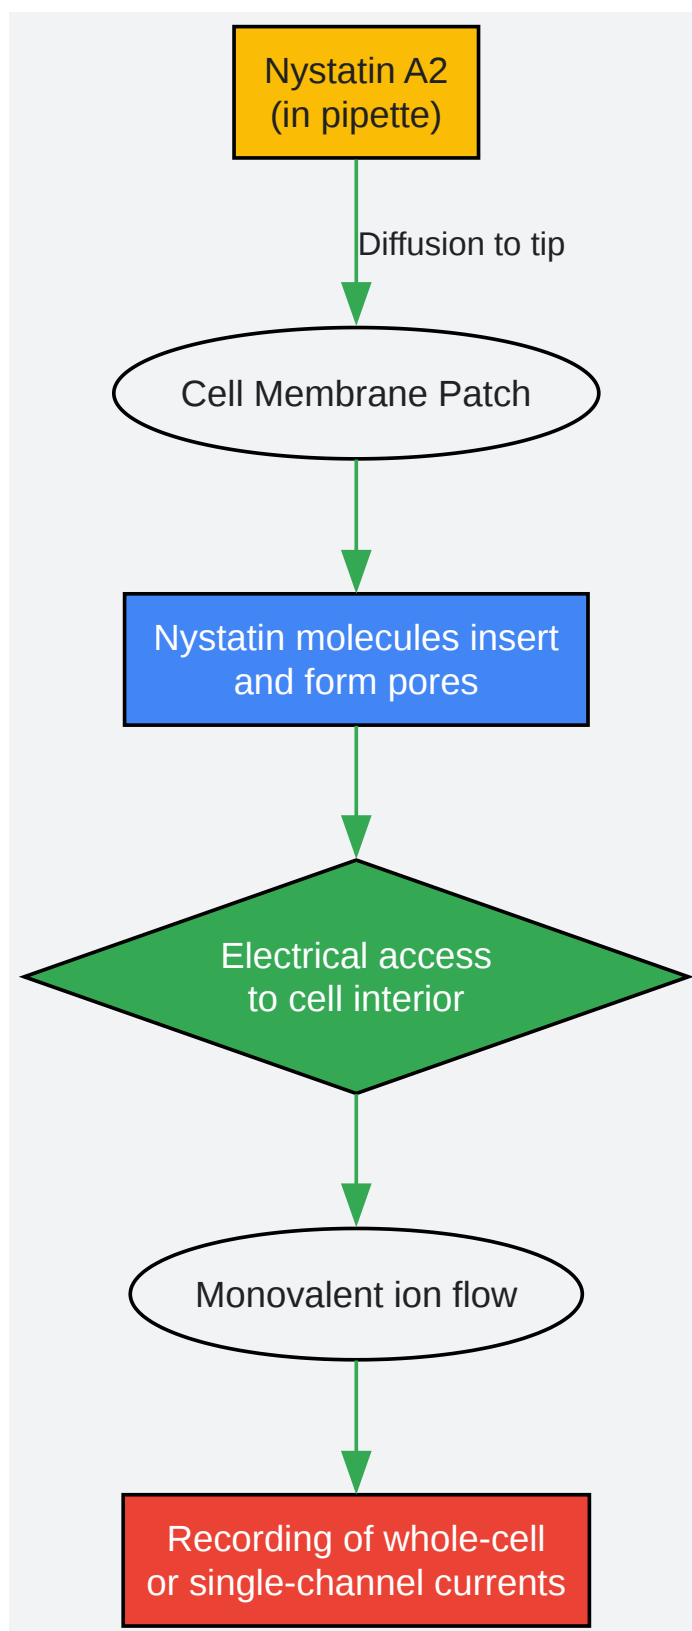 Nystatin A2
(in pipette)
Diffusion to tip
Cell Membrane Patch
Nystatin molecules insert
and form pores
Electrical access
to cell interior
Monovalent ion flow
Recording of whole-cell
or single-channel currents